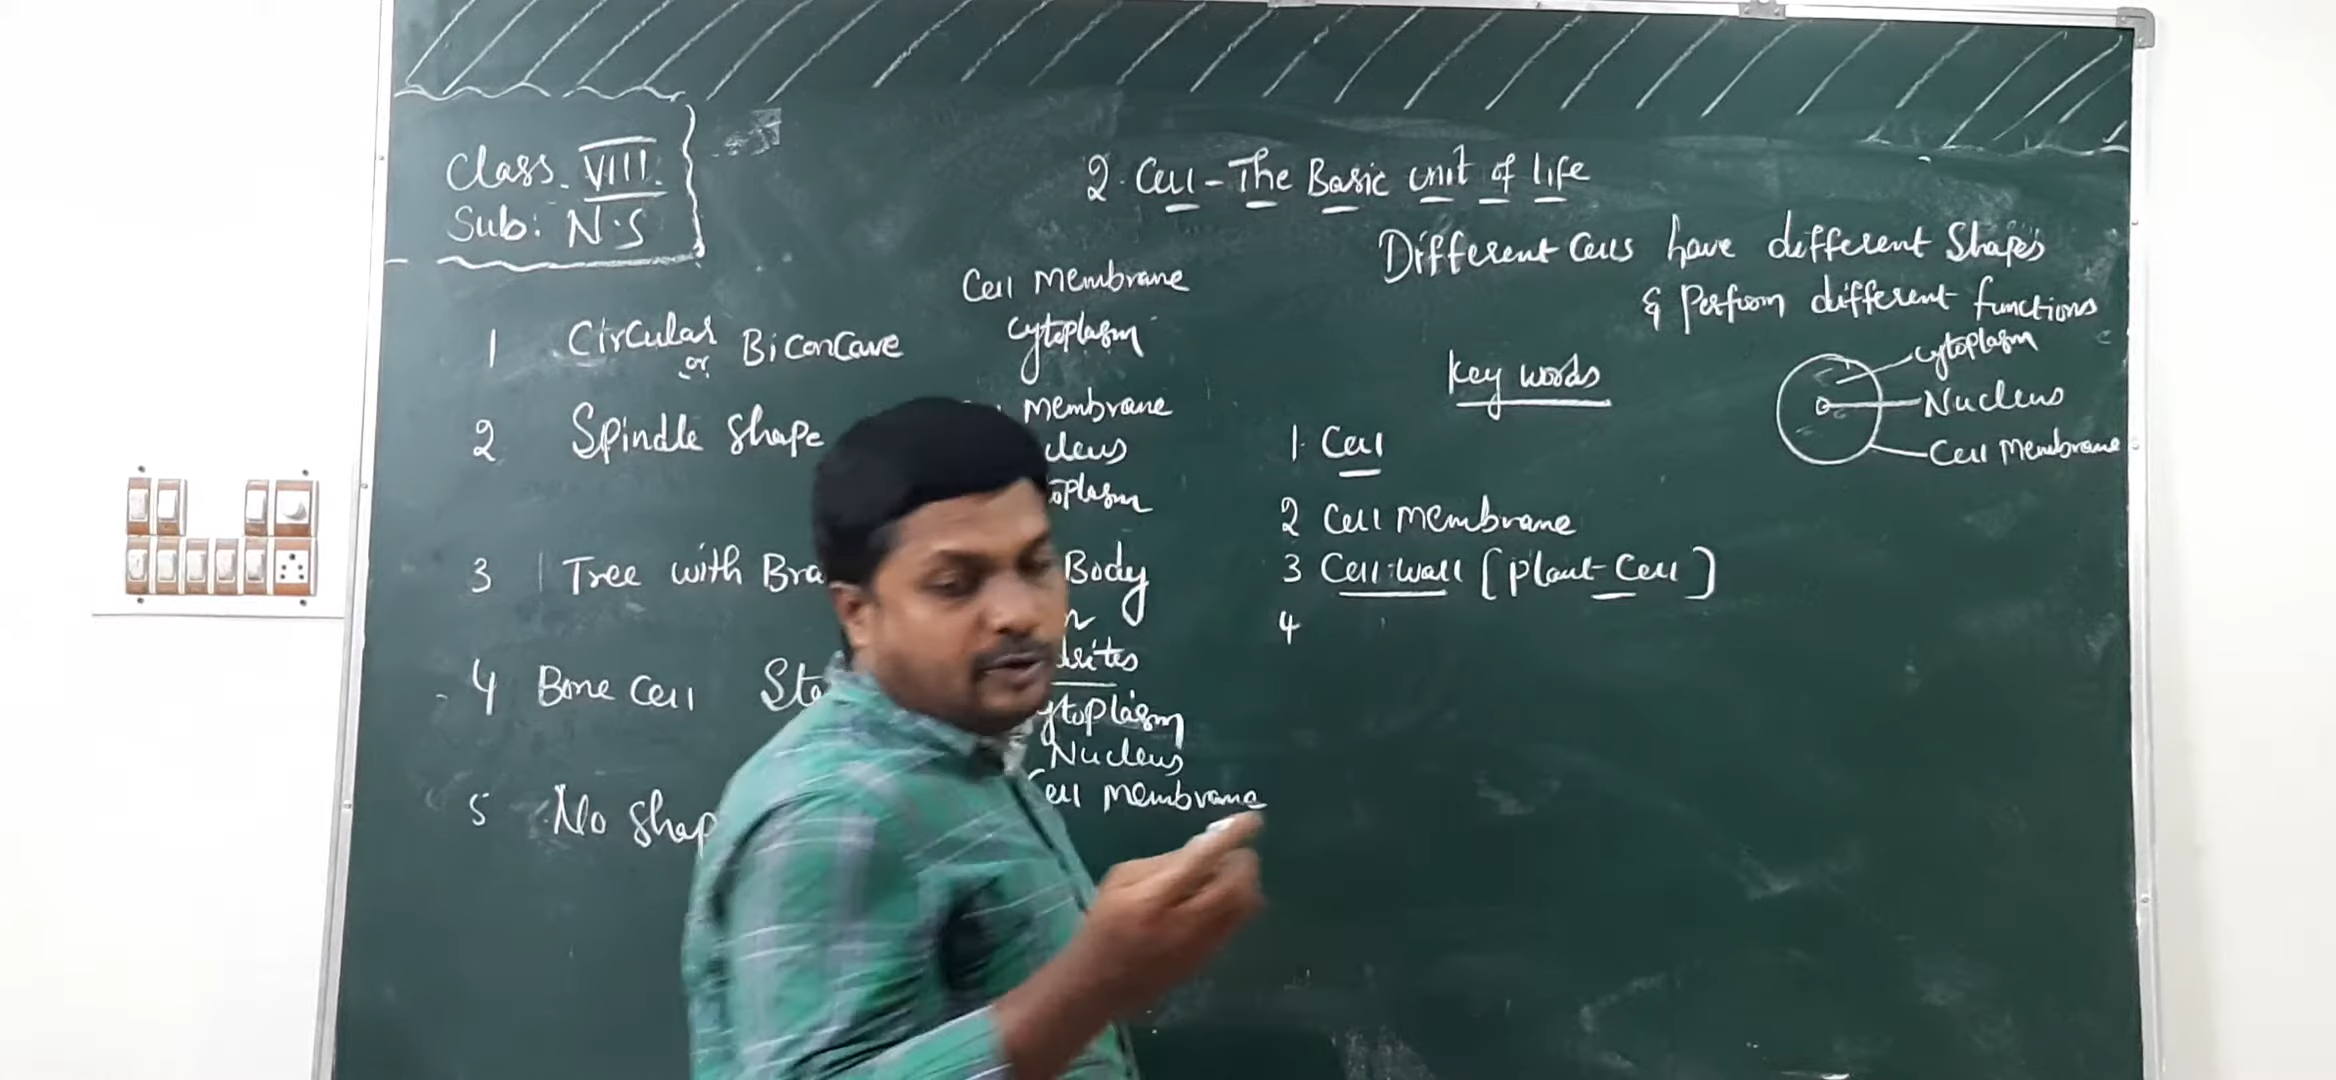 Class VIII
Sub: N.S
2. Cell - The Basic unit of life
Different Cells have different Shapes
& Perform different functions
Cell Membrane
Cytoplasm
1 Circular or Biconcave
2 Spindle Shape
Membrane
3 Tree with
Body
4 Bone Cell
Cytoplasm
Nucleus
Cell Membrane
5 No Shap
Key words
1. Cell
2 Cell Membrane
3 Cell-wall [Plant Cell]
4
Cytoplasm
Nucleus
Cell Membrane